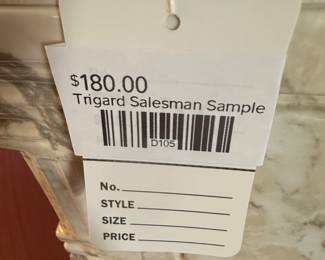 $180.00
Trigard Salesman Sample
D105
No.
STYLE
SIZE
PRICE